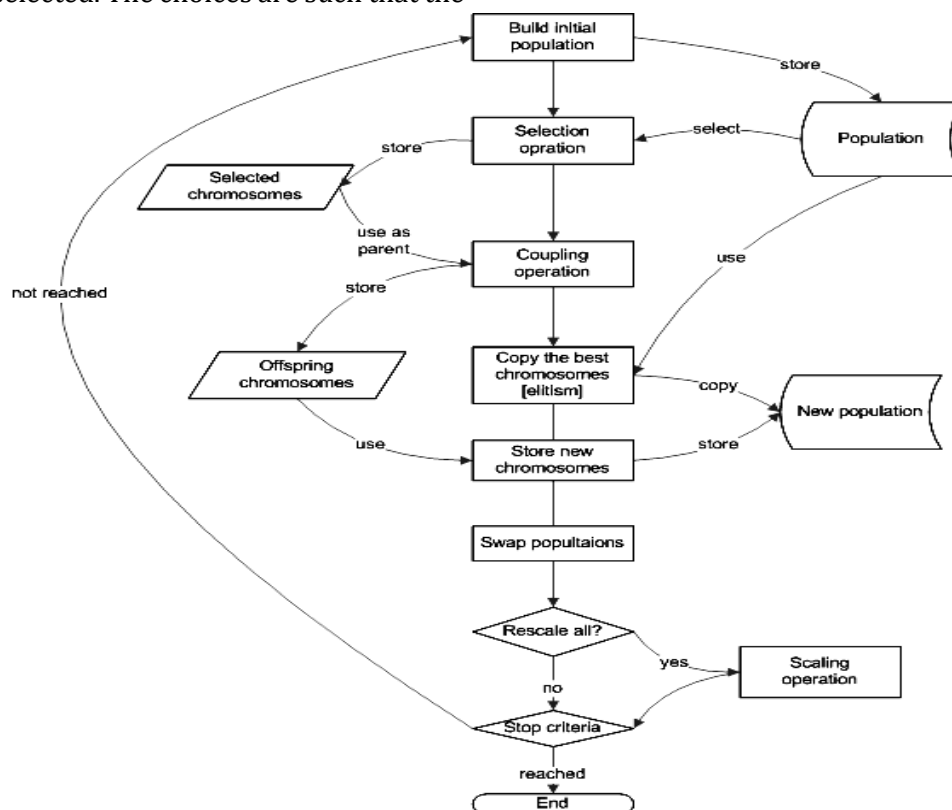 selected. The choices are such that the
Build initial
population
store
Population
select
Selection
opration
store
Selected
chromosomes
use as
parent
use
Coupling
operation
store
not reached
Offspring
chromosomes
Copy the best
chromosomes
[elitism]
copy
New population
use
Store new
chromosomes
store
Swap popultaions
Rescale all?
yes
Scaling
operation
no
Stop criteria
reached
End